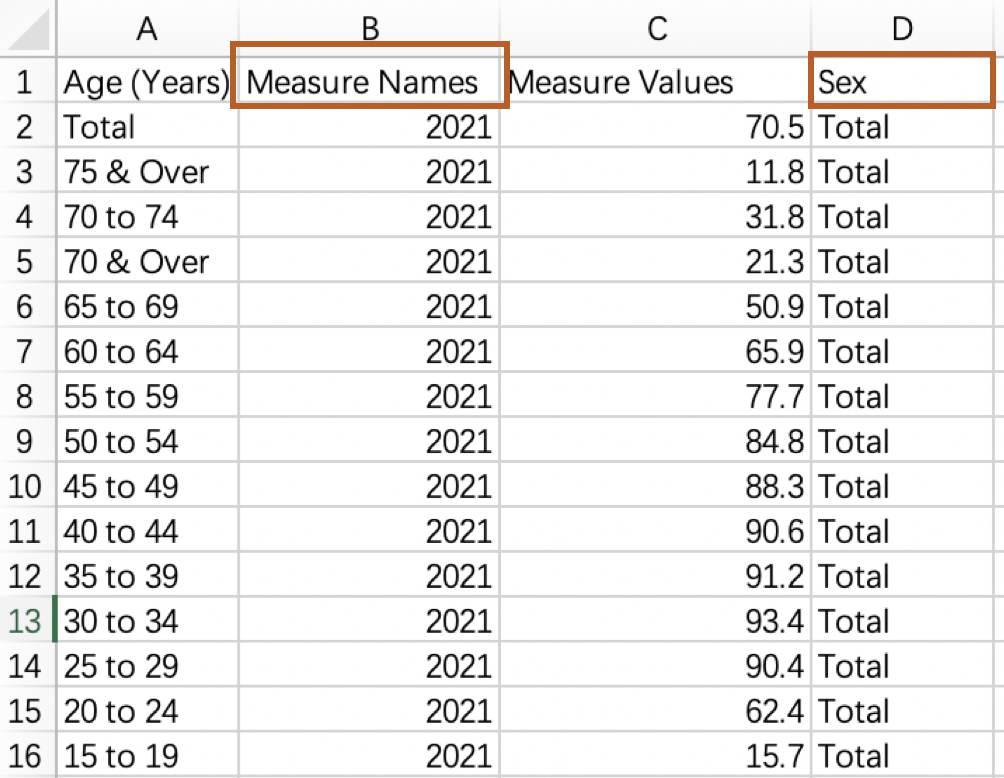 A B C D
1 Age (Years) Measure Names Measure Values Sex
2 Total 2021 70.5 Total
3 75 & Over 2021 11.8 Total
4 70 to 74 2021 31.8 Total
5 70 & Over 2021 21.3 Total
6 65 to 69 2021 50.9 Total
7 60 to 64 2021 65.9 Total
8 55 to 59 2021 77.7 Total
9 50 to 54 2021 84.8 Total
10 45 to 49 2021 88.3 Total
11 40 to 44 2021 90.6 Total
12 35 to 39 2021 91.2 Total
13 30 to 34 2021 93.4 Total
14 25 to 29 2021 90.4 Total
15 20 to 24 2021 62.4 Total
16 15 to 19 2021 15.7 Total